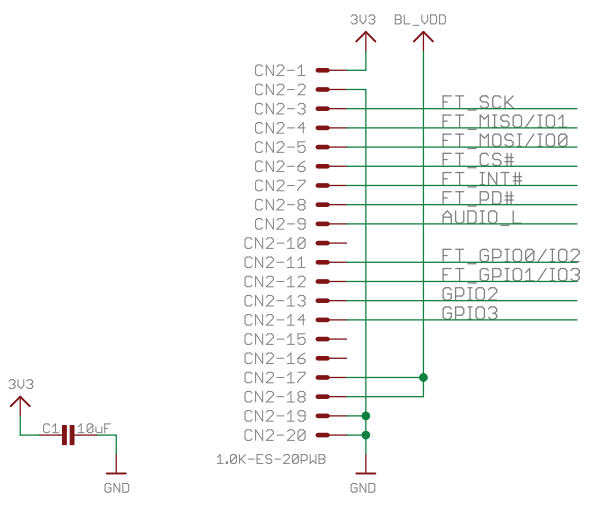 3V3 BL_VDD
CN2-1
CN2-2
CN2-3 FT_SCK
CN2-4 FT_MISO/IO1
CN2-5 FT_MOSI/IO0
CN2-6 FT_CS#
CN2-7 FT_INT#
CN2-8 FT_PD#
CN2-9 AUDIO_L
CN2-10
CN2-11 FT_GPIO0/IO2
CN2-12 FT_GPIO1/IO3
CN2-13 GPIO2
CN2-14 GPIO3
CN2-15
CN2-16
CN2-17
CN2-18
CN2-19
CN2-20
1.0K-ES-20PWB
GND
3V3
C1 10uF
GND